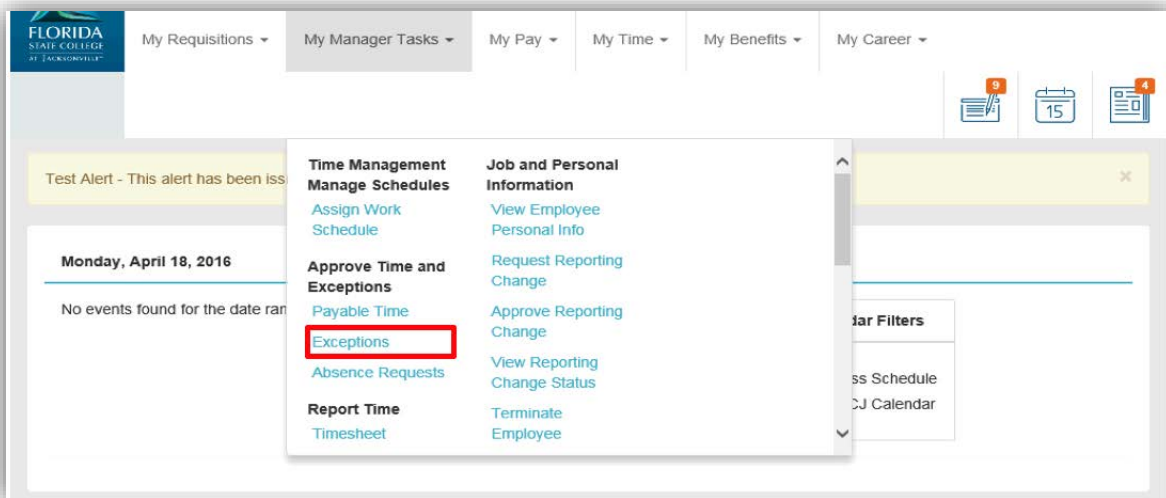 FLORIDA
STATE COLLEGE
AT JACKSONVILLE
My Requisitions
My Manager Tasks
My Pay
My Time
My Benefits
My Career
9
15
4
Test Alert - This alert has been iss
Monday, April 18, 2016
No events found for the date ran
Time Management
Manage Schedules
Assign Work
Schedule
Approve Time and
Exceptions
Payable Time
Exceptions
Absence Requests
Report Time
Timesheet
Job and Personal
Information
View Employee
Personal Info
Request Reporting
Change
Approve Reporting
Change
View Reporting
Change Status
Terminate
Employee
dar Filters
ss Schedule
CJ Calendar